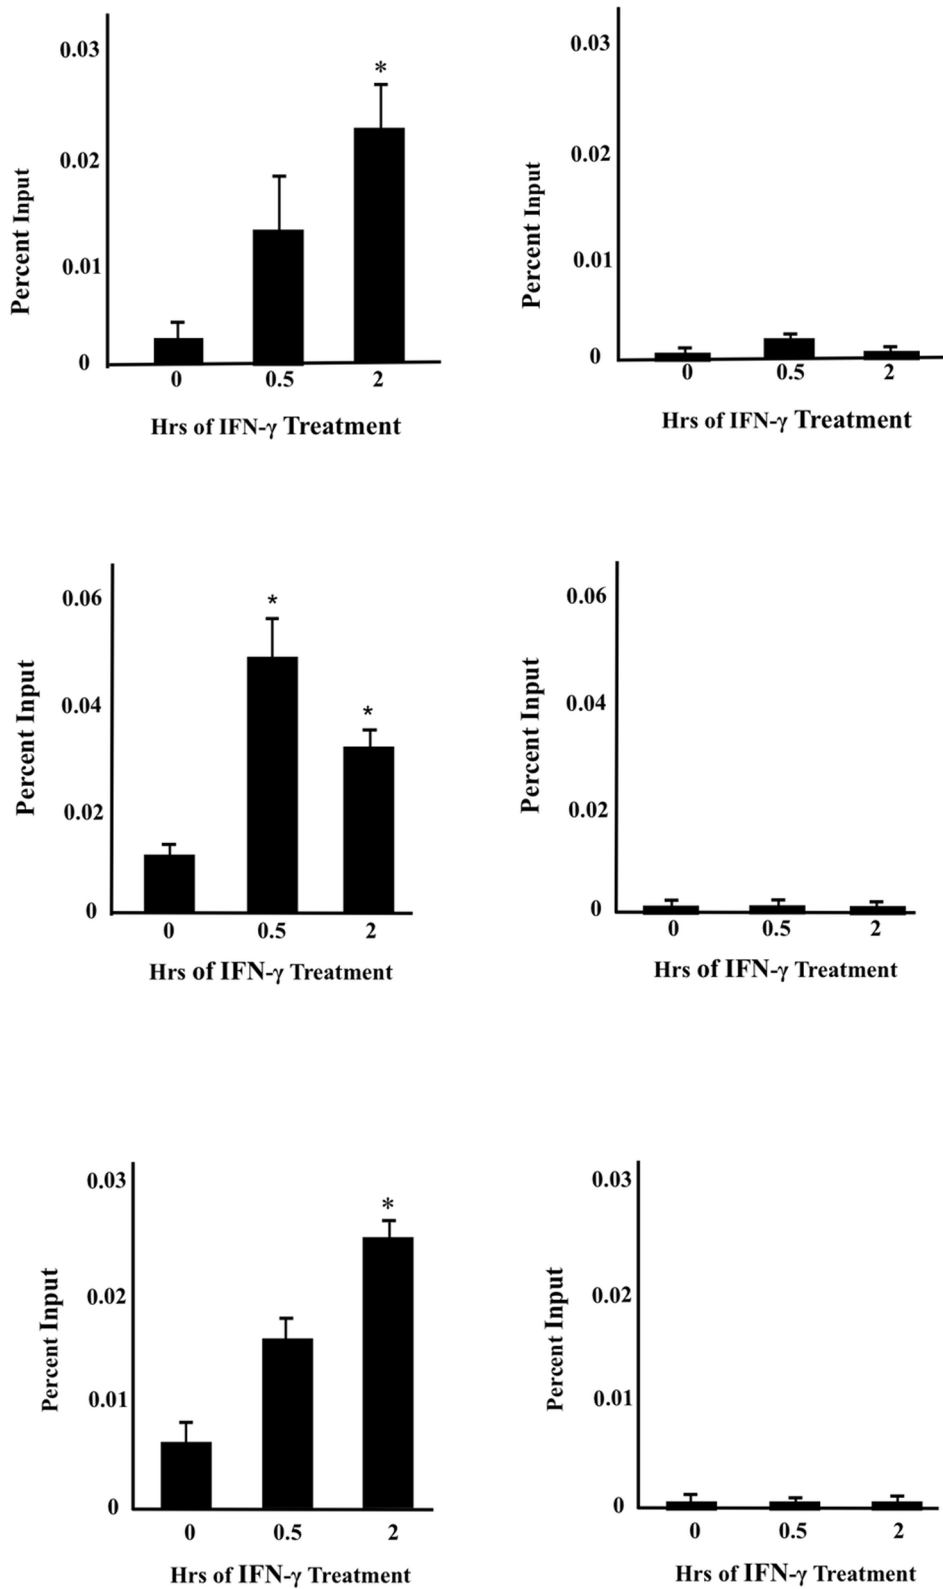 0.03
*
0.02
Percent Input
0.01
0
0 0.5 2
Hrs of IFN-γ Treatment
0.03
0.02
Percent Input
0.01
0
0 0.5 2
Hrs of IFN-γ Treatment
0.06
*
0.04
*
Percent Input
0.02
0
0 0.5 2
Hrs of IFN-γ Treatment
0.06
0.04
Percent Input
0.02
0
0 0.5 2
Hrs of IFN-γ Treatment
0.03
*
0.02
Percent Input
0.01
0
0 0.5 2
Hrs of IFN-γ Treatment
0.03
0.02
Percent Input
0.01
0
0 0.5 2
Hrs of IFN-γ Treatment